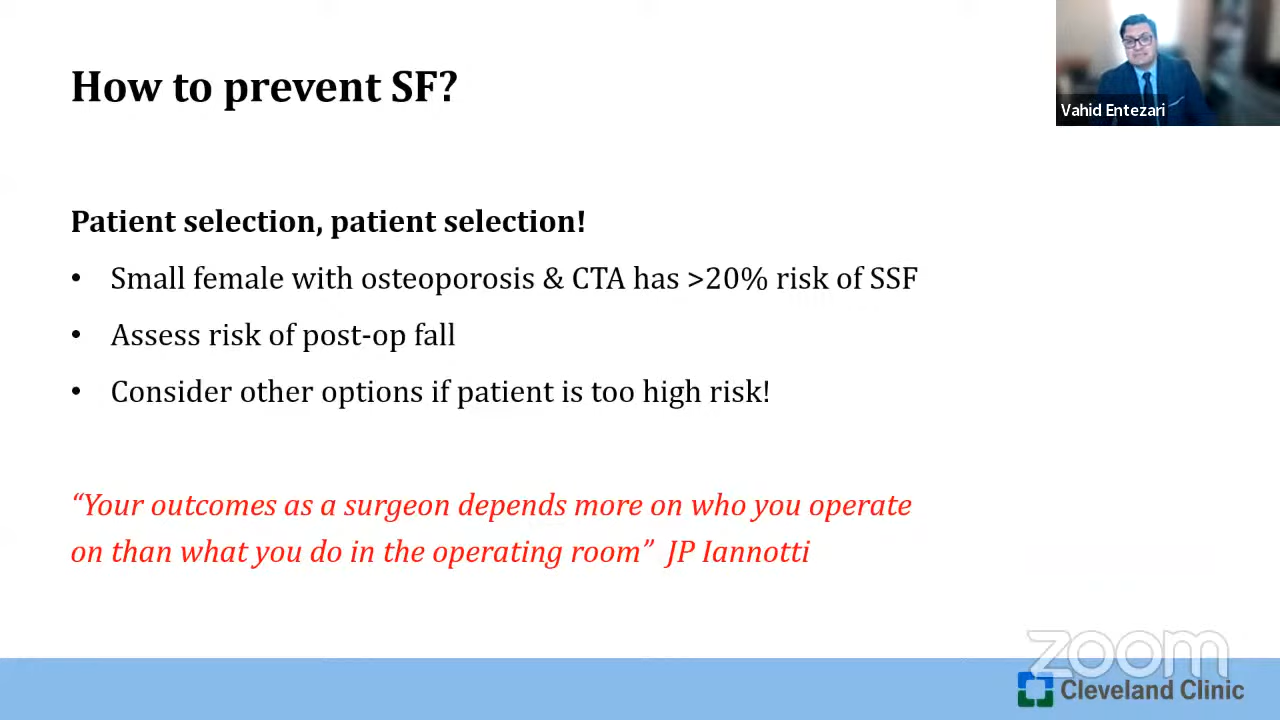 How to prevent SF?
Vahid Entezari
Patient selection, patient selection!
• Small female with osteoporosis & CTA has >20% risk of SSF
• Assess risk of post-op fall
• Consider other options if patient is too high risk!
“Your outcomes as a surgeon depends more on who you operate
on than what you do in the operating room” JP Iannotti
zoom
Cleveland Clinic